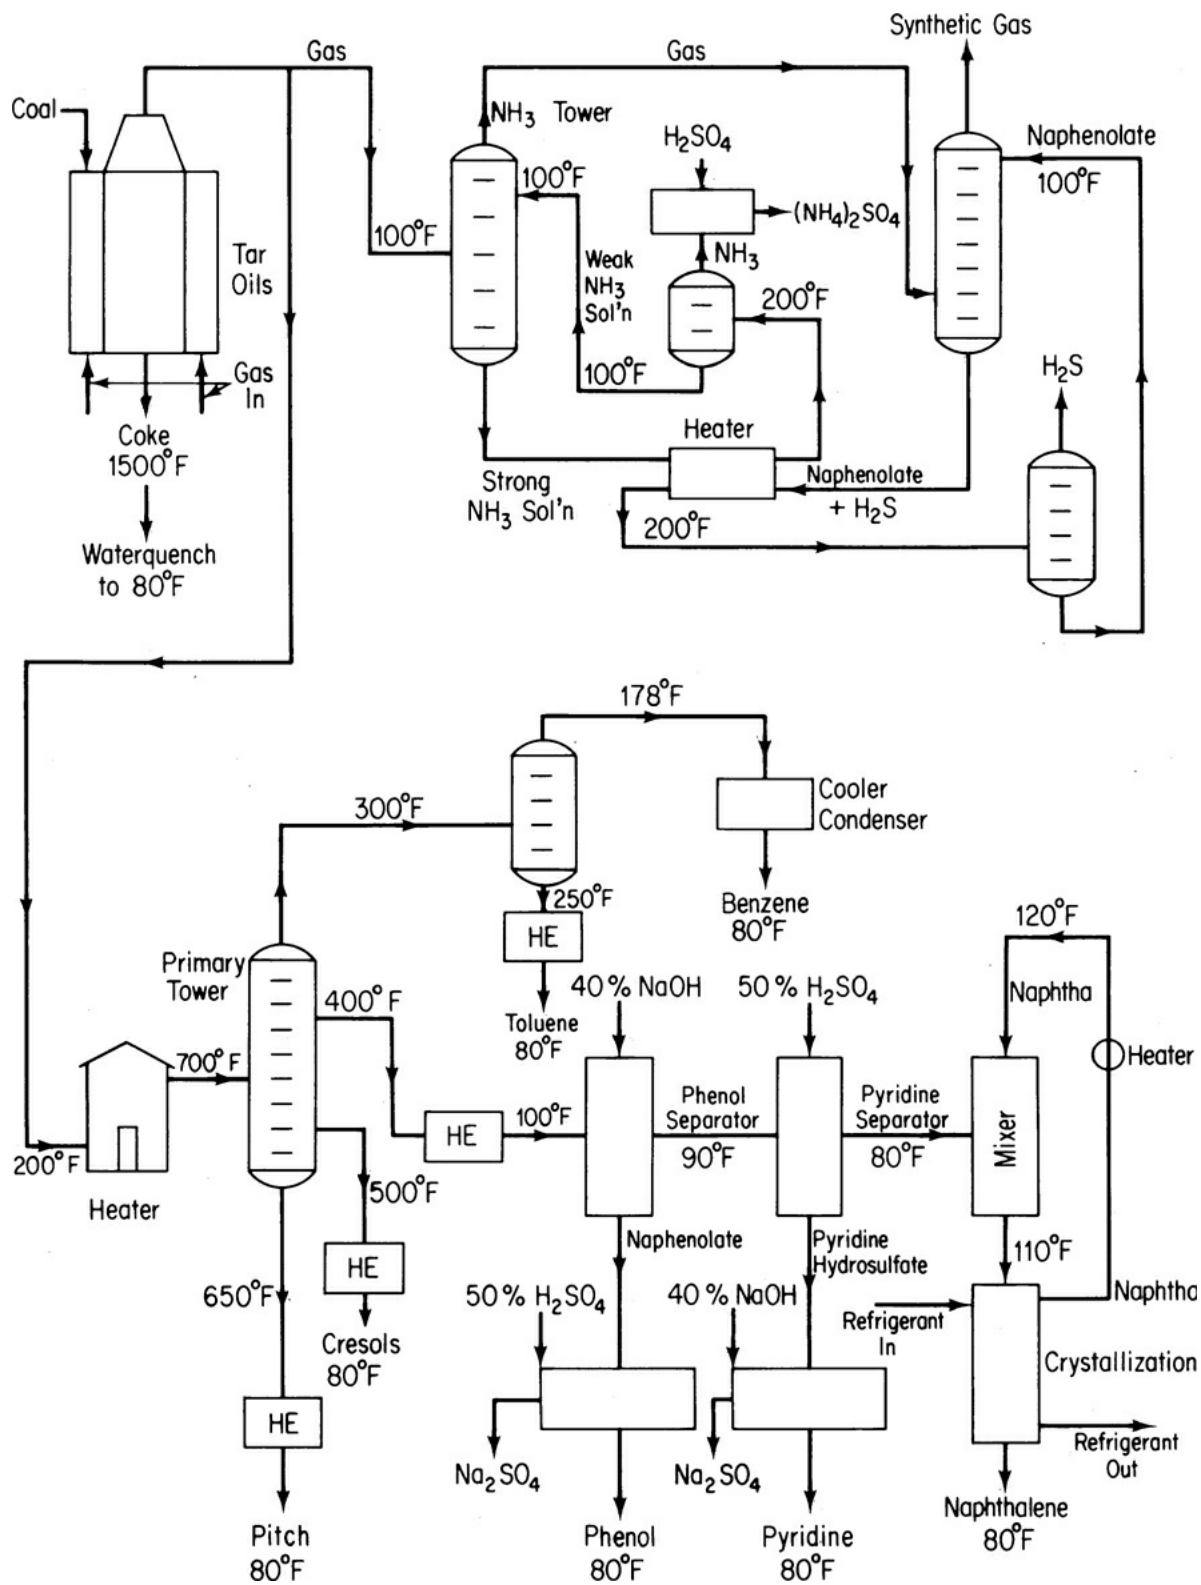 Synthetic Gas
Gas
Gas
Coal
NH₃ Tower
H₂SO₄
Naphenolate
100°F
100°F
(NH₄)₂SO₄
100°F
Tar
Oils
Weak
NH₃
Sol'n
NH₃
200°F
Gas
In
100°F
H₂S
Coke
1500°F
Heater
Strong
NH₃ Sol'n
Naphenolate
+ H₂S
200°F
Waterquench
to 80°F
178°F
300°F
Cooler
Condenser
250°F
HE
Benzene
80°F
120°F
Primary
Tower
400°F
40% NaOH
50% H₂SO₄
Naphtha
Toluene
80°F
Heater
700°F
HE
100°F
Phenol
Separator
90°F
Pyridine
Separator
80°F
Mixer
200°F
500°F
Heater
HE
Naphenolate
Pyridine
Hydrosulfate
110°F
650°F
50% H₂SO₄
40% NaOH
Refrigerant
In
Naphtha
Cresols
80°F
Crystallization
HE
Refrigerant
Out
Na₂SO₄
Na₂SO₄
Naphthalene
80°F
Pitch
80°F
Phenol
80°F
Pyridine
80°F